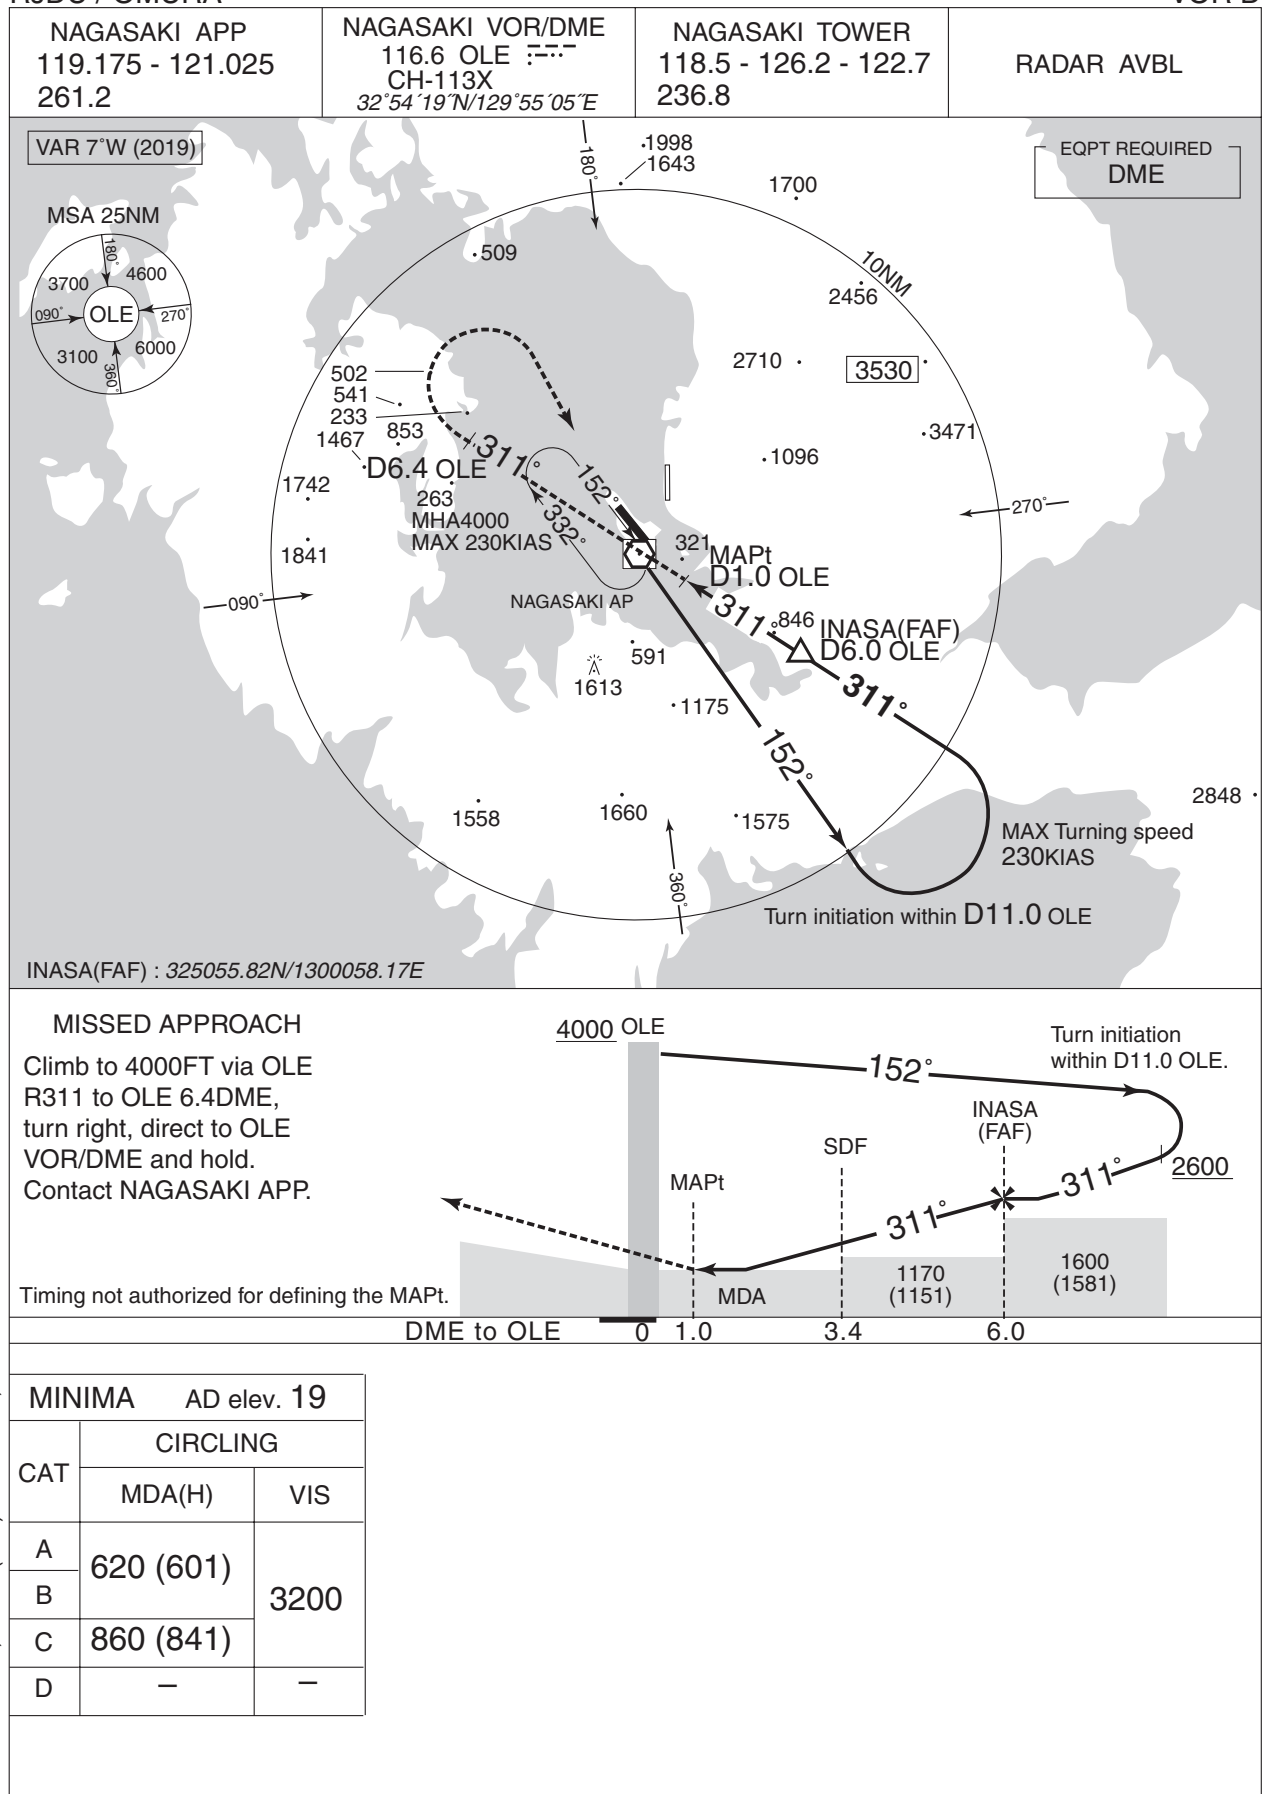 NAGASAKI APP
119.175 - 121.025
261.2
NAGASAKI VOR/DME
116.6 OLE
CH-113X
32°54´19˝N/129°55´05˝E
NAGASAKI TOWER
118.5 - 126.2 - 122.7
236.8
RADAR AVBL
VAR 7°W (2019)
EQPT REQUIRED
DME
MSA 25NM
180°
3700
4600
090°
OLE
270°
3100
6000
360°
180°
1998
1643
1700
509
10NM
2456
2710
3530
502
541
233
853
1467
3471
1096
D6.4 OLE
311°
152°
1742
263
MHA4000
MAX 230KIAS
332°
270°
1841
321
MAPt
D1.0 OLE
090°
NAGASAKI AP
311°
846
INASA(FAF)
D6.0 OLE
591
1613
311°
1175
152°
1558
1660
1575
2848
MAX Turning speed
230KIAS
360°
Turn initiation within D11.0 OLE
INASA(FAF) : 325055.82N/1300058.17E
MISSED APPROACH
Climb to 4000FT via OLE
R311 to OLE 6.4DME,
turn right, direct to OLE
VOR/DME and hold.
Contact NAGASAKI APP.
Timing not authorized for defining the MAPt.
4000 OLE
152°
Turn initiation
within D11.0 OLE.
INASA
(FAF)
SDF
MAPt
2600
311°
311°
1600
(1581)
1170
(1151)
MDA
DME to OLE 0 1.0 3.4 6.0
MINIMA AD elev. 19
CAT
CIRCLING
MDA(H) VIS
A
620 (601)
B
3200
C 860 (841)
D – –